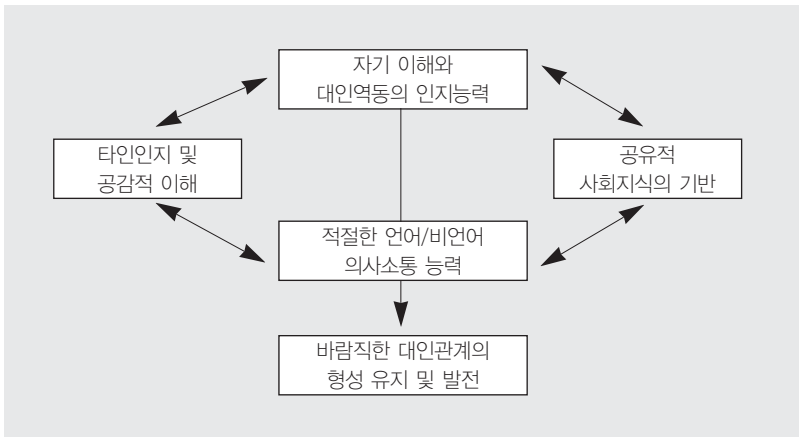 자기 이해와
대인역동의 인지능력
타인인지 및
공감적 이해
공유적
사회지식의 기반
적절한 언어/비언어
의사소통 능력
바람직한 대인관계의
형성 유지 및 발전